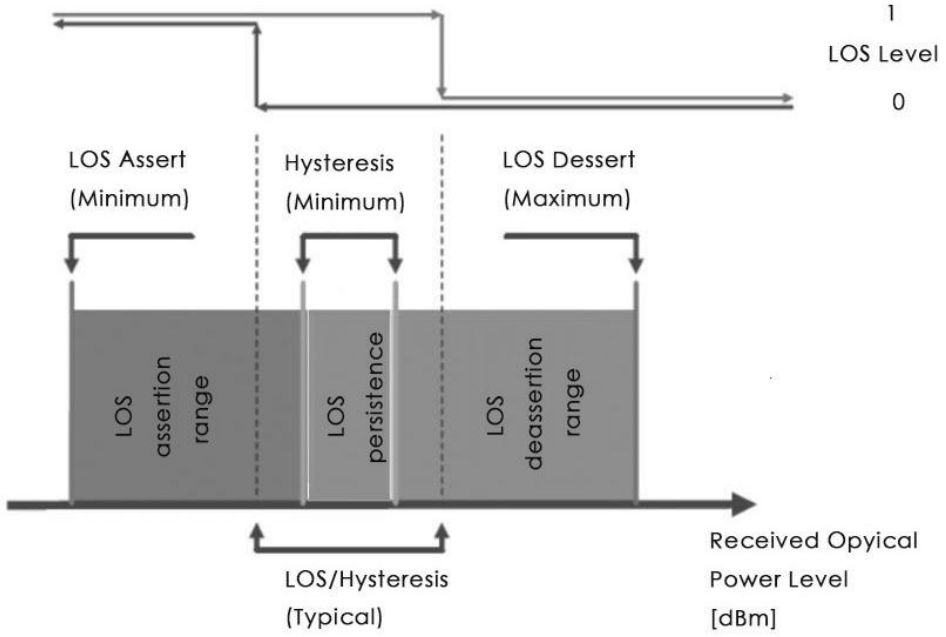 1
LOS Level
0
LOS Assert
(Minimum)
Hysteresis
(Minimum)
LOS Dessert
(Maximum)
LOS
assertion
range
LOS
persistence
LOS
deassertion
range
LOS/Hysteresis
(Typical)
Received Opyical
Power Level
[dBm]